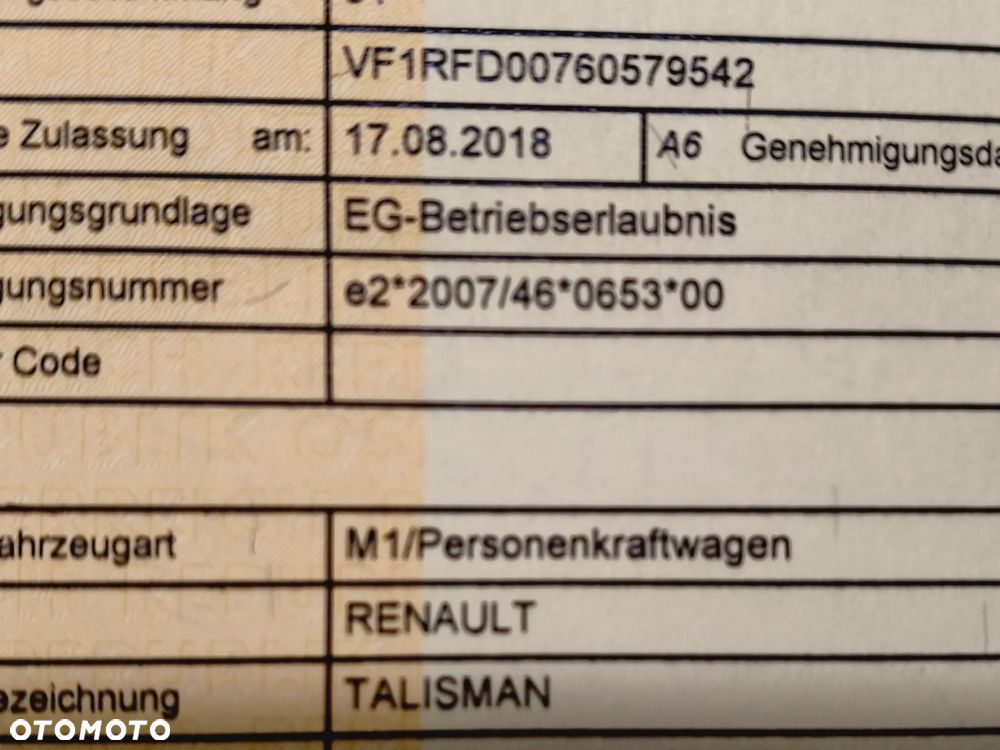 VF1RFD00760579542
e Zulassung am: 17.08.2018 A6 Genehmigungsda
gungsgrundlage EG-Betriebserlaubnis
gungsnummer e2*2007/46*0653*00
r Code
ahrzeugart M1/Personenkraftwagen
RENAULT
ezeichnung TALISMAN
OTOMOTO